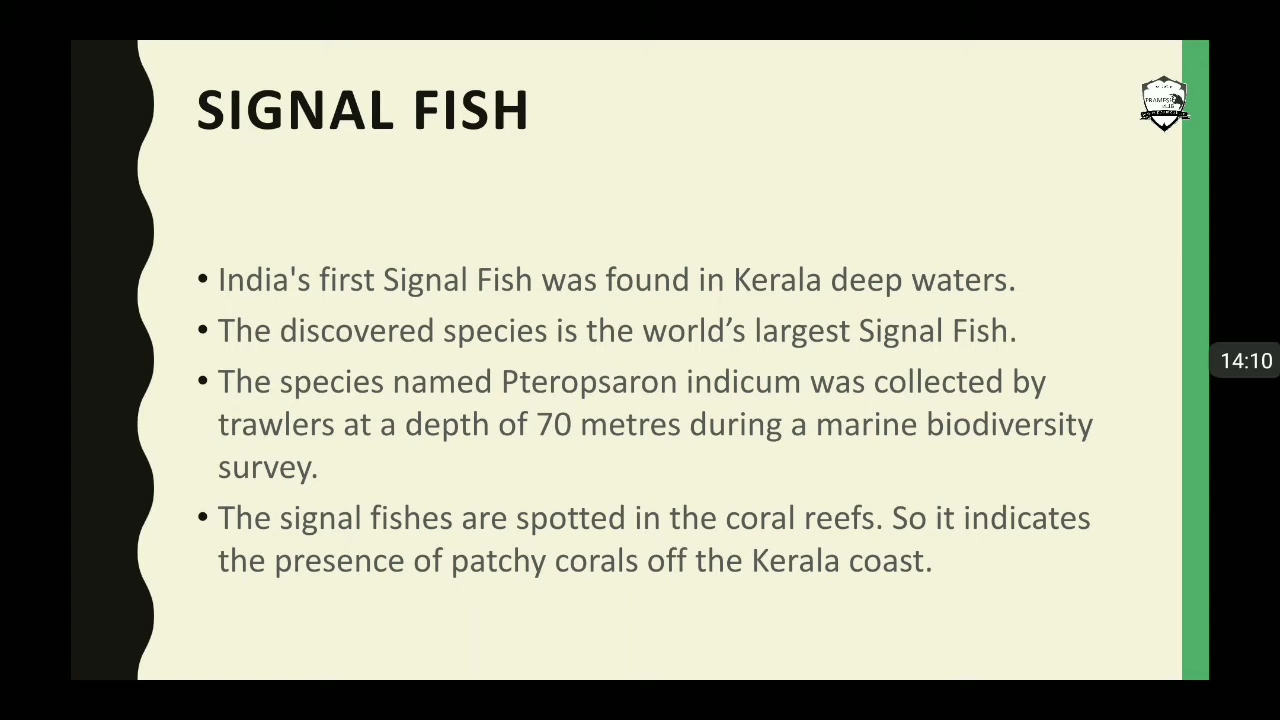 SIGNAL FISH
• India's first Signal Fish was found in Kerala deep waters.
• The discovered species is the world’s largest Signal Fish.
• The species named Pteropsaron indicum was collected by
trawlers at a depth of 70 metres during a marine biodiversity
survey.
• The signal fishes are spotted in the coral reefs. So it indicates
the presence of patchy corals off the Kerala coast.
14:10